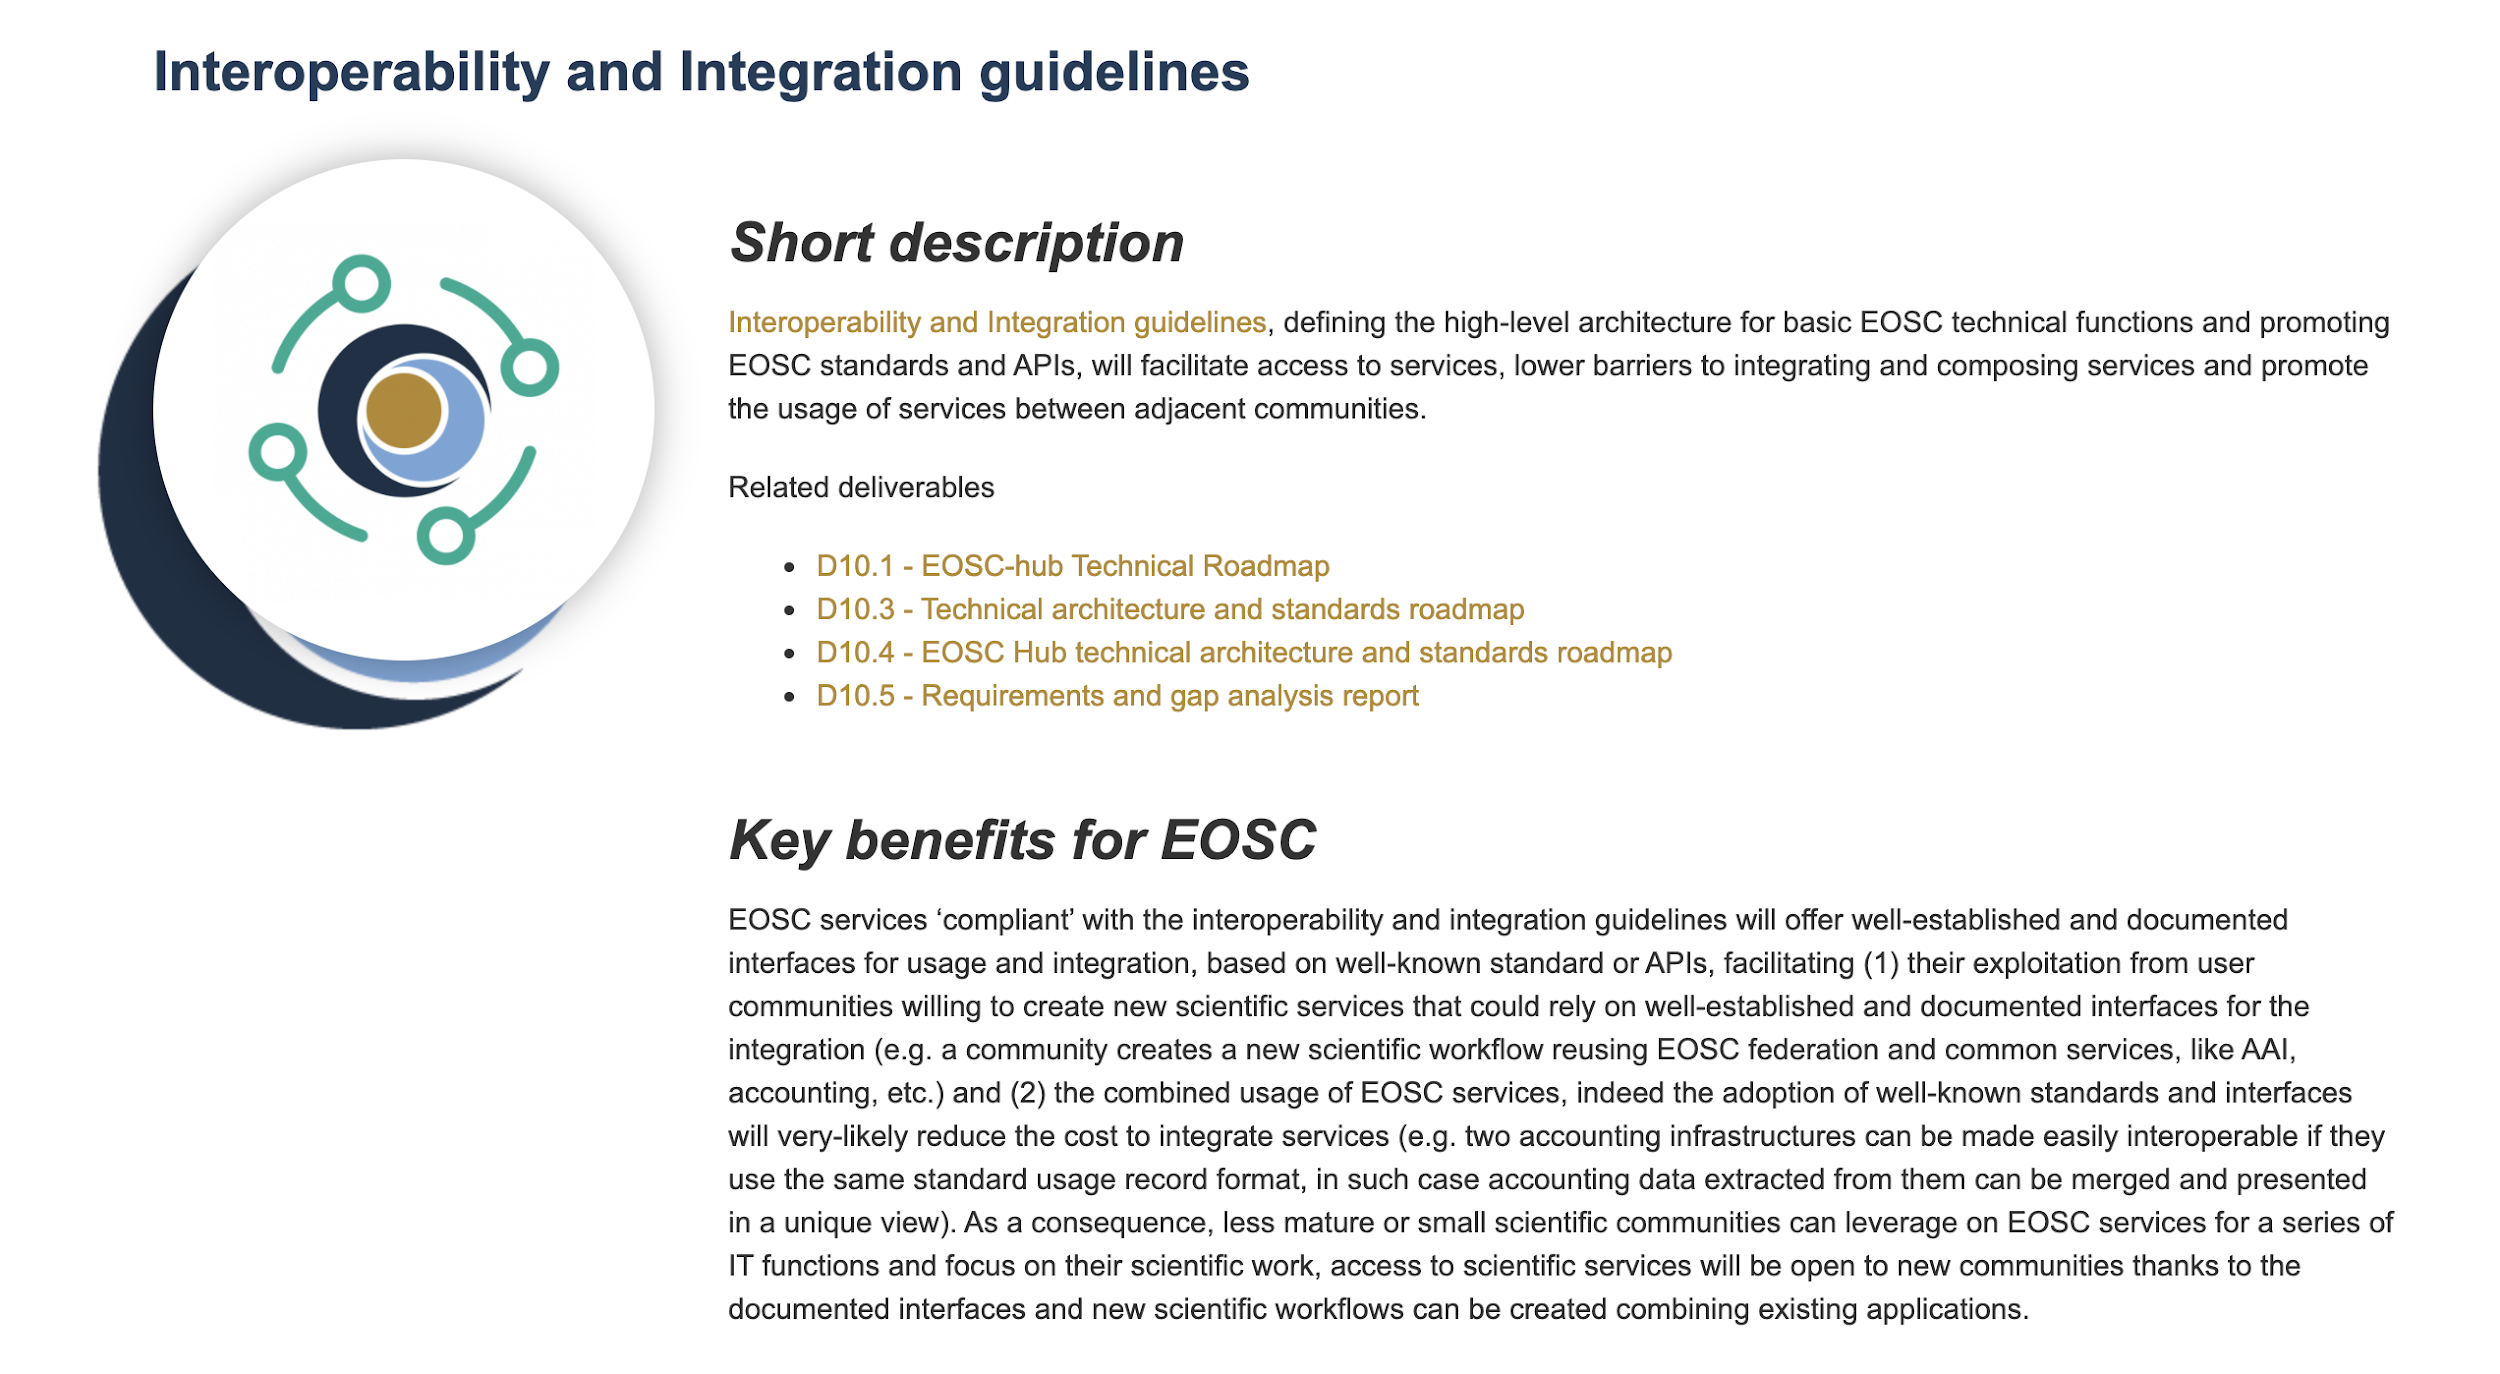 Interoperability and Integration guidelines
Short description
Interoperability and Integration guidelines, defining the high-level architecture for basic EOSC technical functions and promoting
EOSC standards and APIs, will facilitate access to services, lower barriers to integrating and composing services and promote
the usage of services between adjacent communities.
Related deliverables
• D10.1 - EOSC-hub Technical Roadmap
• D10.3 - Technical architecture and standards roadmap
• D10.4 - EOSC Hub technical architecture and standards roadmap
• D10.5 - Requirements and gap analysis report
Key benefits for EOSC
EOSC services ‘compliant’ with the interoperability and integration guidelines will offer well-established and documented
interfaces for usage and integration, based on well-known standard or APIs, facilitating (1) their exploitation from user
communities willing to create new scientific services that could rely on well-established and documented interfaces for the
integration (e.g. a community creates a new scientific workflow reusing EOSC federation and common services, like AAI,
accounting, etc.) and (2) the combined usage of EOSC services, indeed the adoption of well-known standards and interfaces
will very-likely reduce the cost to integrate services (e.g. two accounting infrastructures can be made easily interoperable if they
use the same standard usage record format, in such case accounting data extracted from them can be merged and presented
in a unique view). As a consequence, less mature or small scientific communities can leverage on EOSC services for a series of
IT functions and focus on their scientific work, access to scientific services will be open to new communities thanks to the
documented interfaces and new scientific workflows can be created combining existing applications.